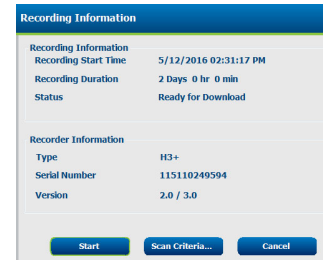 Recording Information
Recording Information
Recording Start Time 5/12/2016 02:31:17 PM
Recording Duration 2 Days 0 hr 0 min
Status Ready for Download
Recorder Information
Type H3+
Serial Number 115110249594
Version 2.0 / 3.0
Start Scan Criteria... Cancel